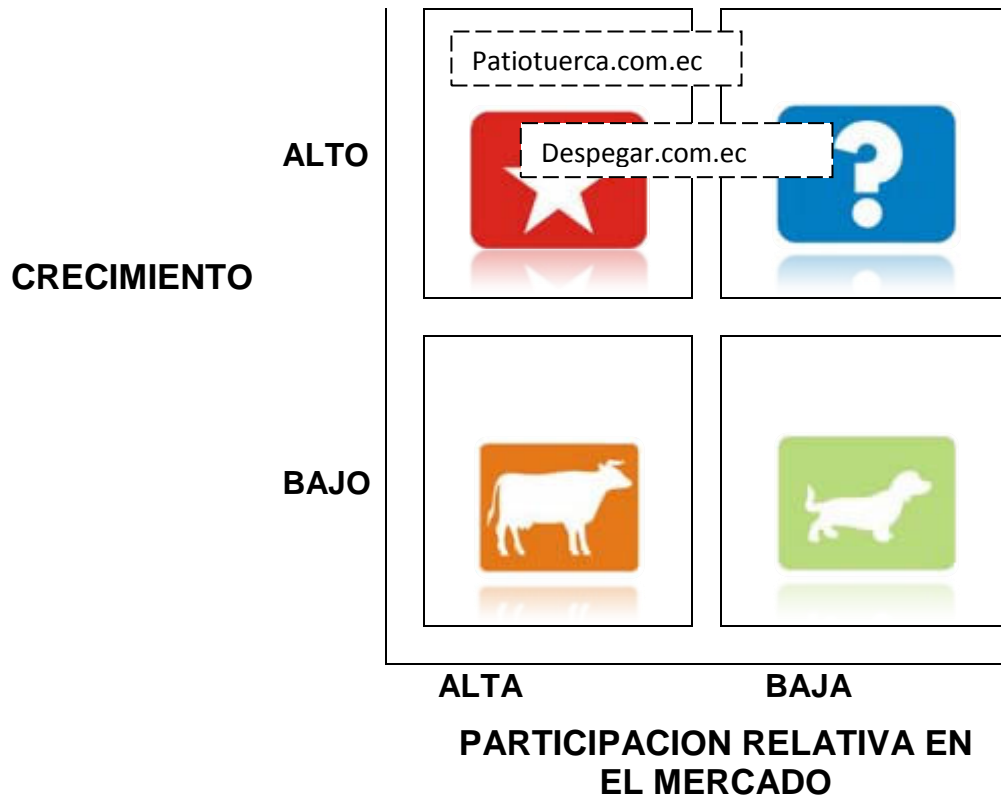 Patiotuerca.com.ec
ALTO
Despegar.com.ec
?
CRECIMIENTO
BAJO
ALTA
BAJA
PARTICIPACION RELATIVA EN
EL MERCADO